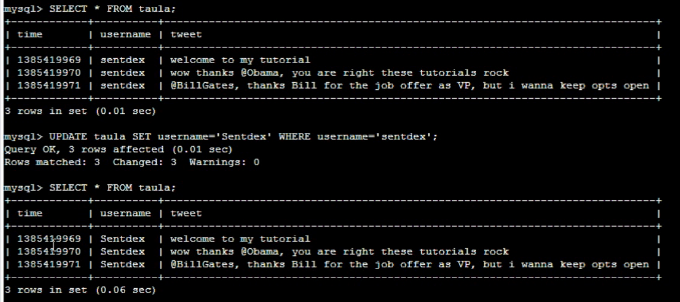 mysql> SELECT * FROM taula;
+------------+----------+------------------------------------------------------------------------------+
| time | username | tweet |
+------------+----------+------------------------------------------------------------------------------+
| 1385419969 | sentdex | welcome to my tutorial |
| 1385419970 | sentdex | wow thanks @Obama, you are right these tutorials rock |
| 1385419971 | sentdex | @BillGates, thanks Bill for the job offer as VP, but i wanna keep opts open |
+------------+----------+------------------------------------------------------------------------------+
3 rows in set (0.01 sec)
mysql> UPDATE taula SET username='Sentdex' WHERE username='sentdex';
Query OK, 3 rows affected (0.01 sec)
Rows matched: 3 Changed: 3 Warnings: 0
mysql> SELECT * FROM taula;
+------------+----------+------------------------------------------------------------------------------+
| time | username | tweet |
+------------+----------+------------------------------------------------------------------------------+
| 1385419969 | Sentdex | welcome to my tutorial |
| 1385419970 | Sentdex | wow thanks @Obama, you are right these tutorials rock |
| 1385419971 | Sentdex | @BillGates, thanks Bill for the job offer as VP, but i wanna keep opts open |
+------------+----------+------------------------------------------------------------------------------+
3 rows in set (0.06 sec)